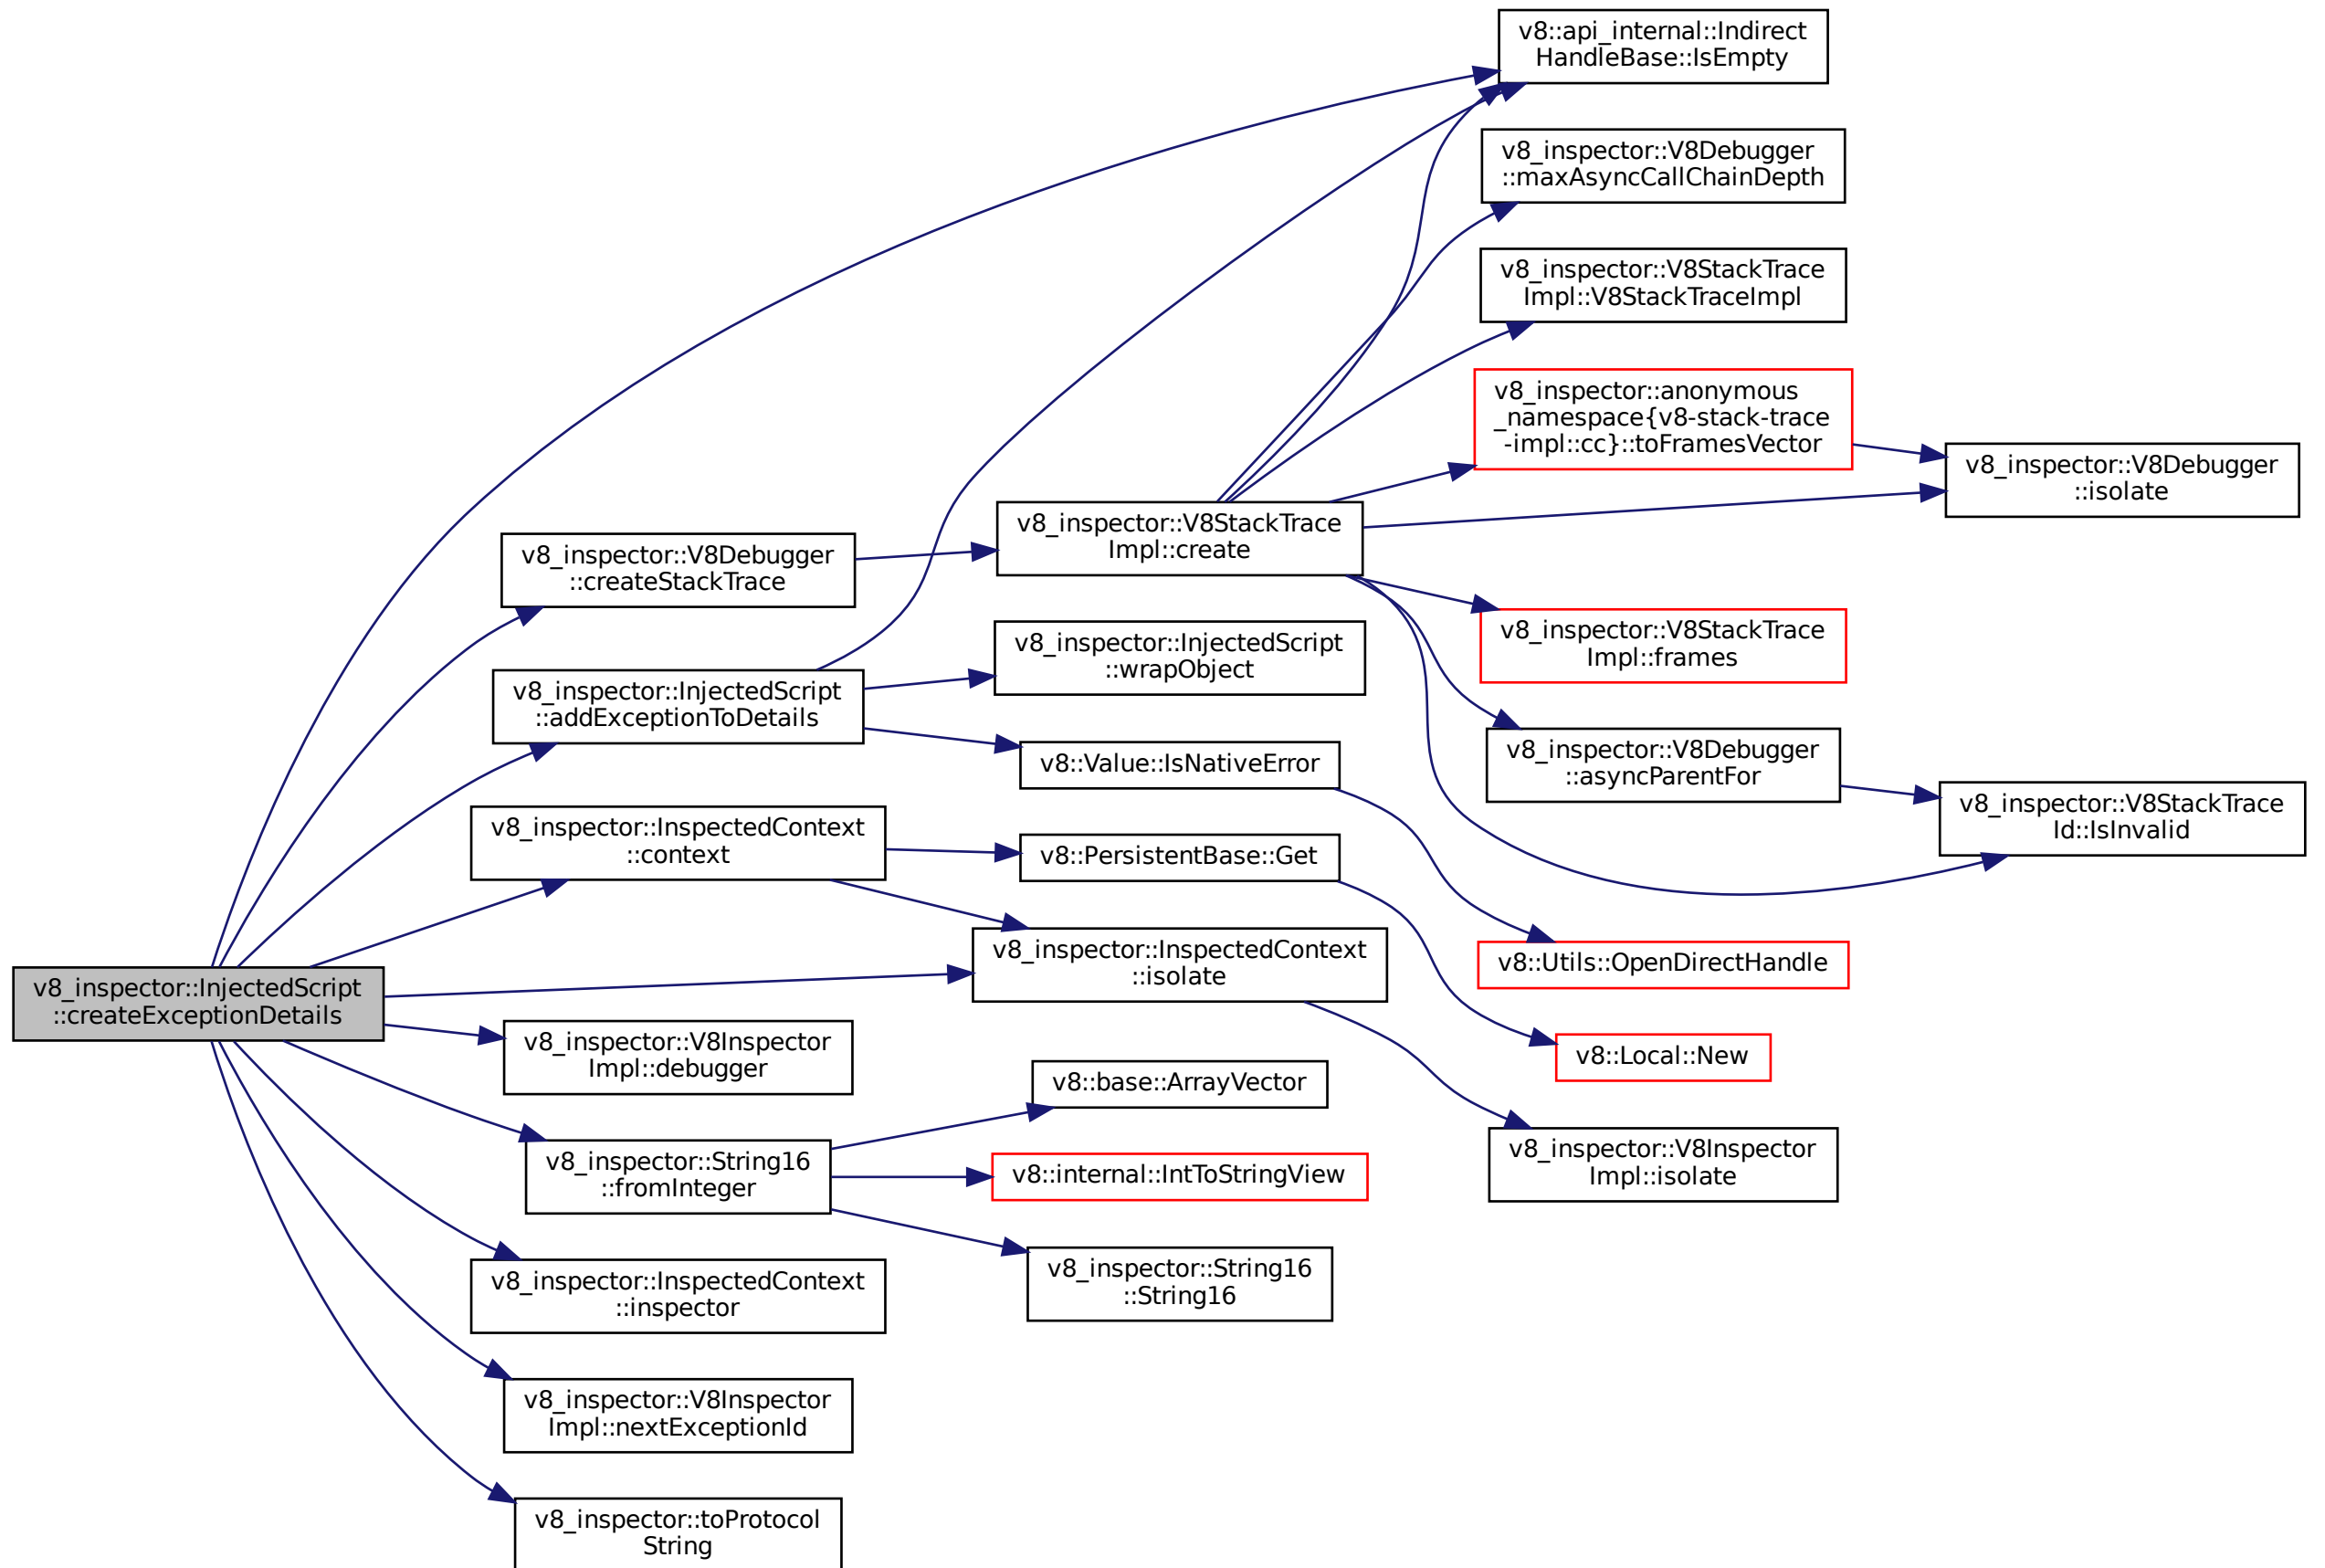 v8::api_internal::Indirect
HandleBase::IsEmpty
v8_inspector::V8Debugger
::maxAsyncCallChainDepth
v8_inspector::V8StackTrace
Impl::V8StackTraceImpl
v8_inspector::anonymous
_namespace{v8-stack-trace
-impl::cc}::toFramesVector
v8_inspector::V8Debugger
::isolate
v8_inspector::V8StackTrace
Impl::create
v8_inspector::V8Debugger
::createStackTrace
v8_inspector::V8StackTrace
Impl::frames
v8_inspector::InjectedScript
::wrapObject
v8_inspector::InjectedScript
::addExceptionToDetails
v8::Value::IsNativeError
v8_inspector::V8Debugger
::asyncParentFor
v8_inspector::V8StackTrace
Id::IsInvalid
v8_inspector::InspectedContext
::context
v8::PersistentBase::Get
v8_inspector::InspectedContext
::isolate
v8::Utils::OpenDirectHandle
v8_inspector::InjectedScript
::createExceptionDetails
v8_inspector::V8Inspector
Impl::debugger
v8::Local::New
v8::base::ArrayVector
v8_inspector::V8Inspector
Impl::isolate
v8_inspector::String16
::fromInteger
v8::internal::IntToStringView
v8_inspector::String16
::String16
v8_inspector::InspectedContext
::inspector
v8_inspector::V8Inspector
Impl::nextExceptionId
v8_inspector::toProtocol
String